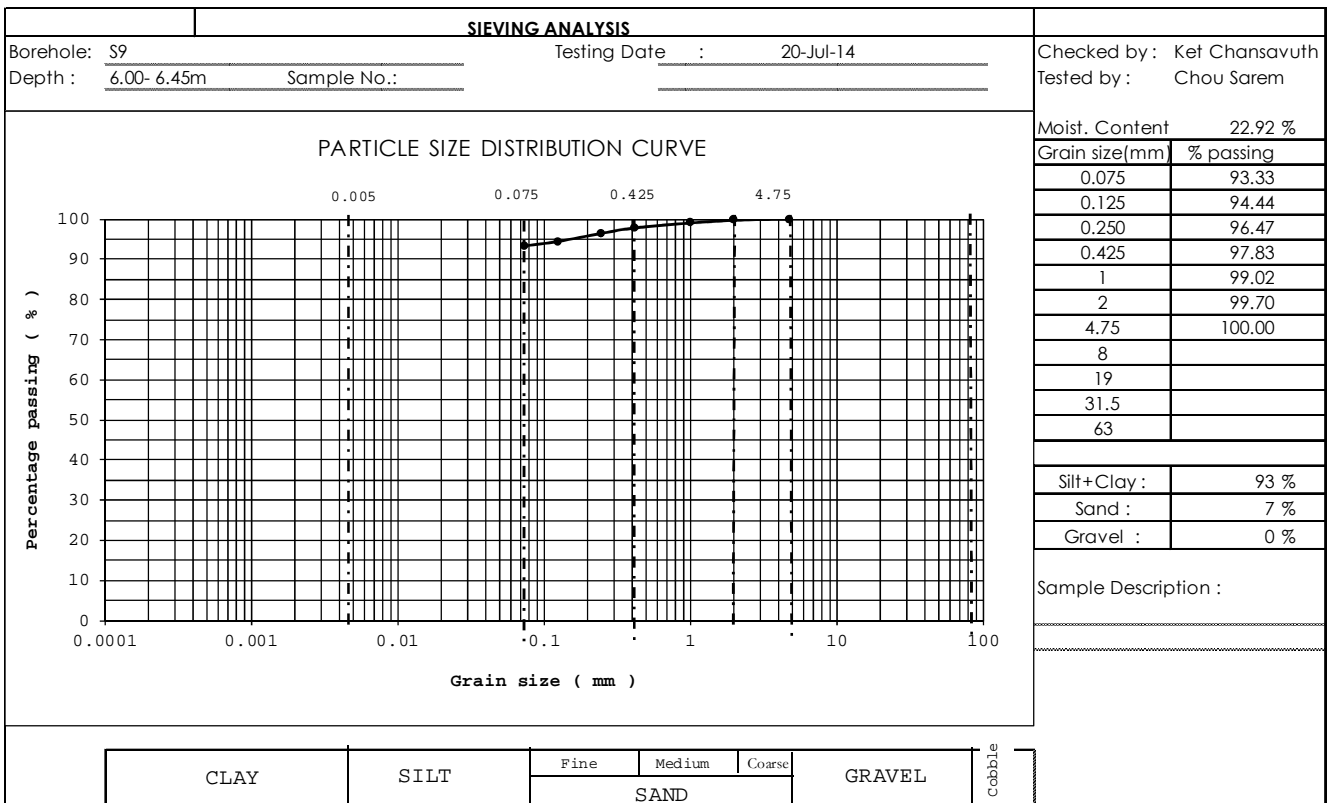 SIEVING ANALYSIS
Borehole: S9 Testing Date : 20-Jul-14
Depth : 6.00- 6.45m Sample No.:
Checked by : Ket Chansavuth
Tested by : Chou Sarem
PARTICLE SIZE DISTRIBUTION CURVE
0.005 0.075 0.425 4.75
100
90
80
70
60
50
40
30
20
10
0
Percentage passing ( % )
0.0001 0.001 0.01 0.1 1 10 100
Grain size ( mm )
Moist. Content 22.92 %
Grain size(mm) % passing
0.075 93.33
0.125 94.44
0.250 96.47
0.425 97.83
1 99.02
2 99.70
4.75 100.00
8
19
31.5
63
Silt+Clay : 93 %
Sand : 7 %
Gravel : 0 %
Sample Description :
CLAY SILT Fine Medium Coarse SAND GRAVEL Cobble